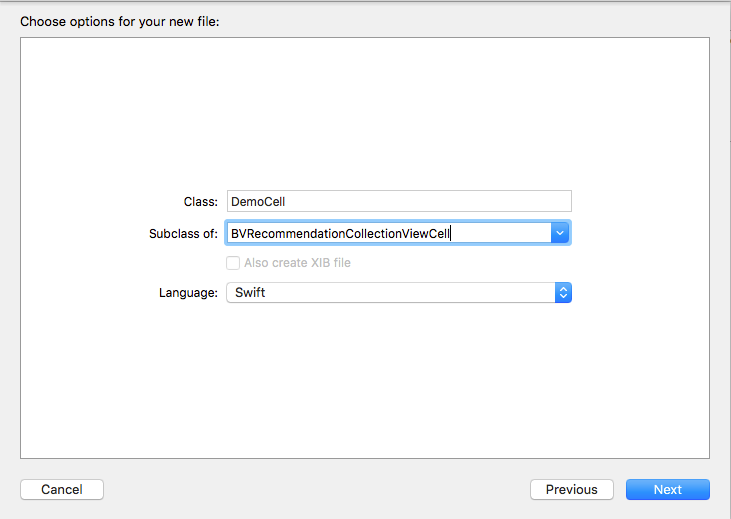 Choose options for your new file:
Class: DemoCell
Subclass of: BVRecommendationCollectionViewCell
Also create XIB file
Language: Swift
Cancel Previous Next